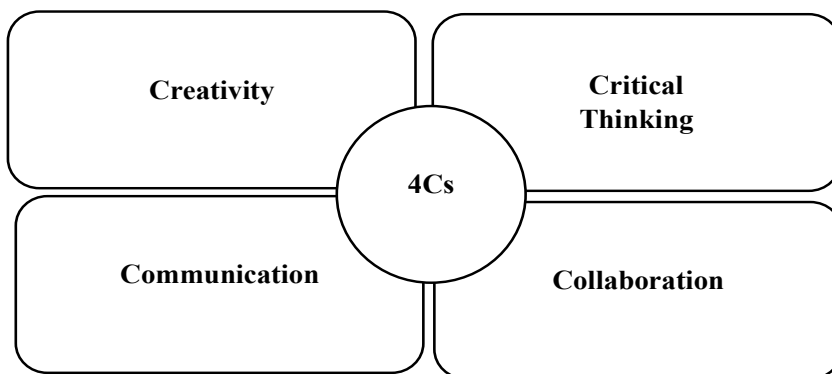 Creativity
Critical
Thinking
4Cs
Communication
Collaboration